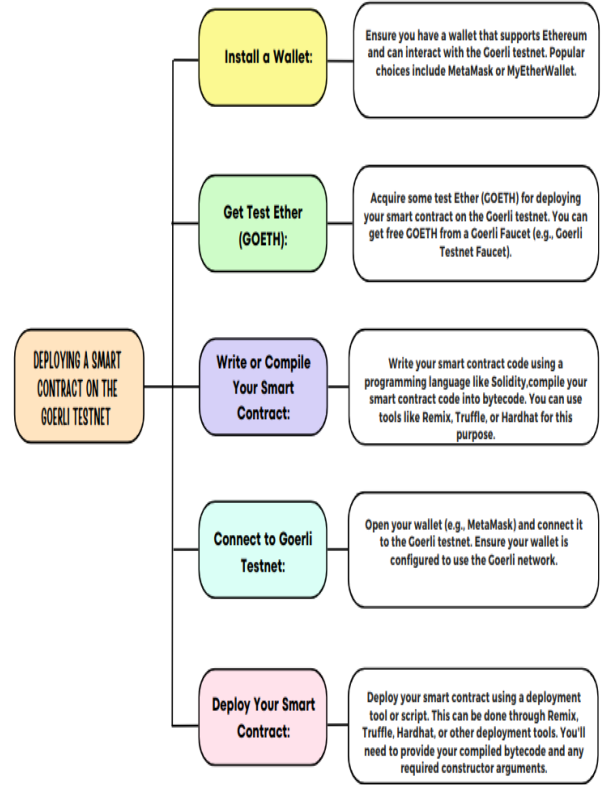 DEPLOYING A SMART
CONTRACT ON THE
GOERLI TESTNET
Install a Wallet:
Ensure you have a wallet that supports Ethereum
and can interact with the Goerli testnet. Popular
choices include MetaMask or MyEtherWallet.
Get Test Ether
(GOETH):
Acquire some test Ether (GOETH) for deploying
your smart contract on the Goerli testnet. You can
get free GOETH from a Goerli Faucet (e.g., Goerli
Testnet Faucet).
Write or Compile
Your Smart
Contract:
Write your smart contract code using a
programming language like Solidity,compile your
smart contract code into bytecode. You can use
tools like Remix, Truffle, or Hardhat for this
purpose.
Connect to Goerli
Testnet:
Open your wallet (e.g., MetaMask) and connect it
to the Goerli testnet. Ensure your wallet is
configured to use the Goerli network.
Deploy Your Smart
Contract:
Deploy your smart contract using a deployment
tool or script. This can be done through Remix,
Truffle, Hardhat, or other deployment tools. You'll
need to provide your compiled bytecode and any
required constructor arguments.